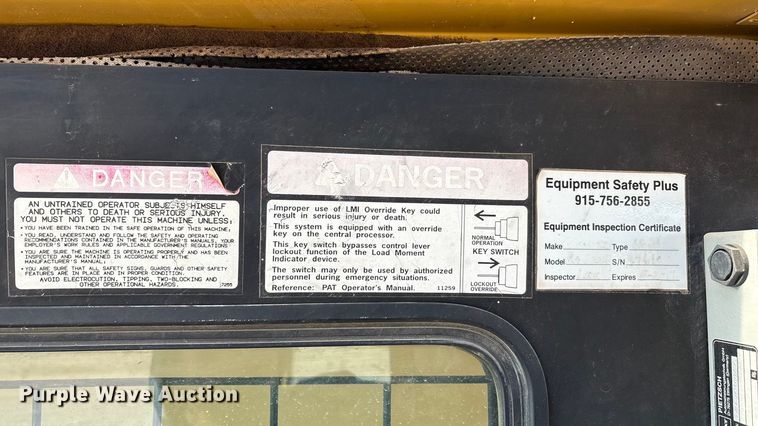 DANGER
AN UNTRAINED OPERATOR SUBJECTS HIMSELF
AND OTHERS TO DEATH OR SERIOUS INJURY.
YOU MUST NOT OPERATE THIS MACHINE UNLESS:
• YOU HAVE BEEN TRAINED IN THE SAFE OPERATION OF THIS MACHINE.
• YOU READ, UNDERSTAND AND FOLLOW THE SAFETY AND OPERATING
RECOMMENDATIONS CONTAINED IN THE MANUFACTURER'S MANUALS, YOUR
EMPLOYER'S WORK RULES AND APPLICABLE GOVERNMENT REGULATIONS
• YOU ARE SURE THE MACHINE IS OPERATING PROPERLY AND HAS BEEN
INSPECTED AND MAINTAINED IN ACCORDANCE WITH THE
MANUFACTURER'S MANUAL.
• YOU ARE SURE THAT ALL SAFETY SIGNS, GUARDS AND OTHER SAFETY
FEATURES ARE IN PLACE AND IN PROPER CONDITION.
AVOID ELECTROCUTION, TIPPING, TWO-BLOCKING AND
OTHER OPERATIONAL HAZARDS.
7255
DANGER
Improper use of LMI Override Key could
result in serious injury or death.
This system is equipped with an override
key on the central processor.
This key switch bypasses control lever
lockout function of the Load Moment
Indicator device.
The switch may only be used by authorized
personnel during emergency situations.
Reference: PAT Operator's Manual. 11259
NORMAL
OPERATION
KEY SWITCH
LOCKOUT
OVERRIDE
Equipment Safety Plus
915-756-2855
Equipment Inspection Certificate
Make Type
Model S/N
Inspector Expires
PIETZSCH
Purple Wave Auction